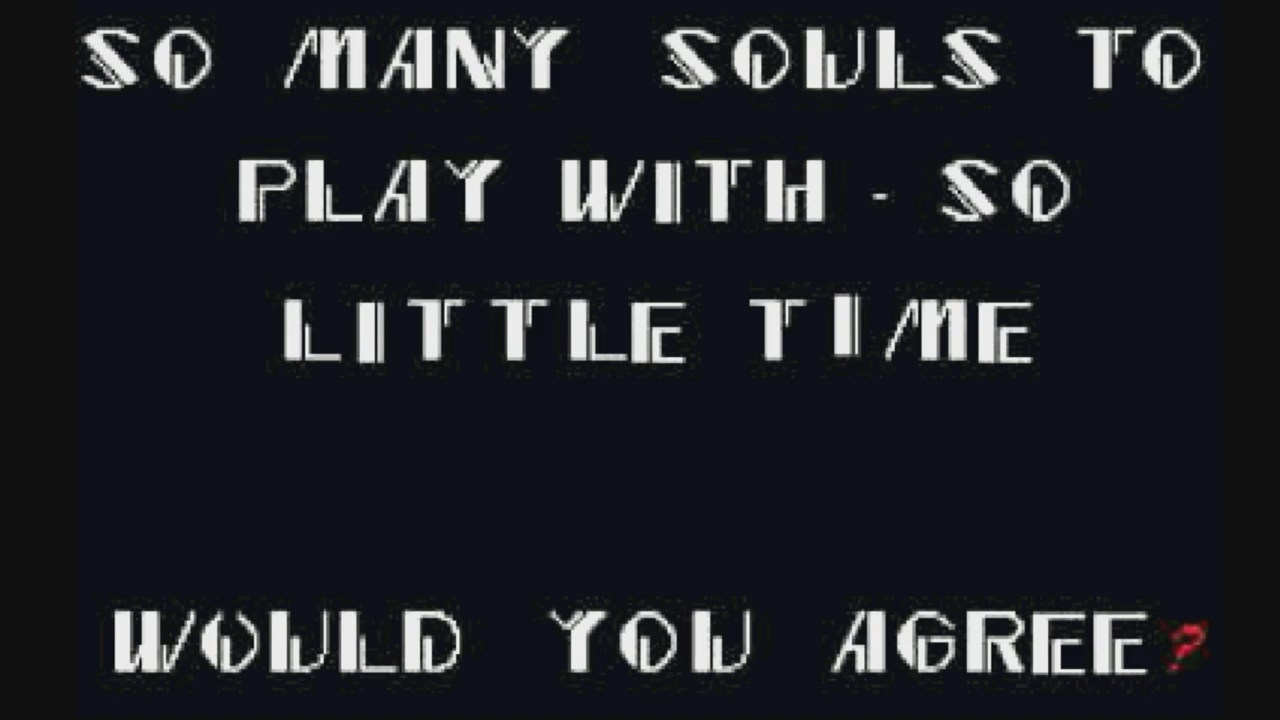 SO MANY SOULS TO
PLAY WITH - SO
LITTLE TIME
WOULD YOU AGREE?